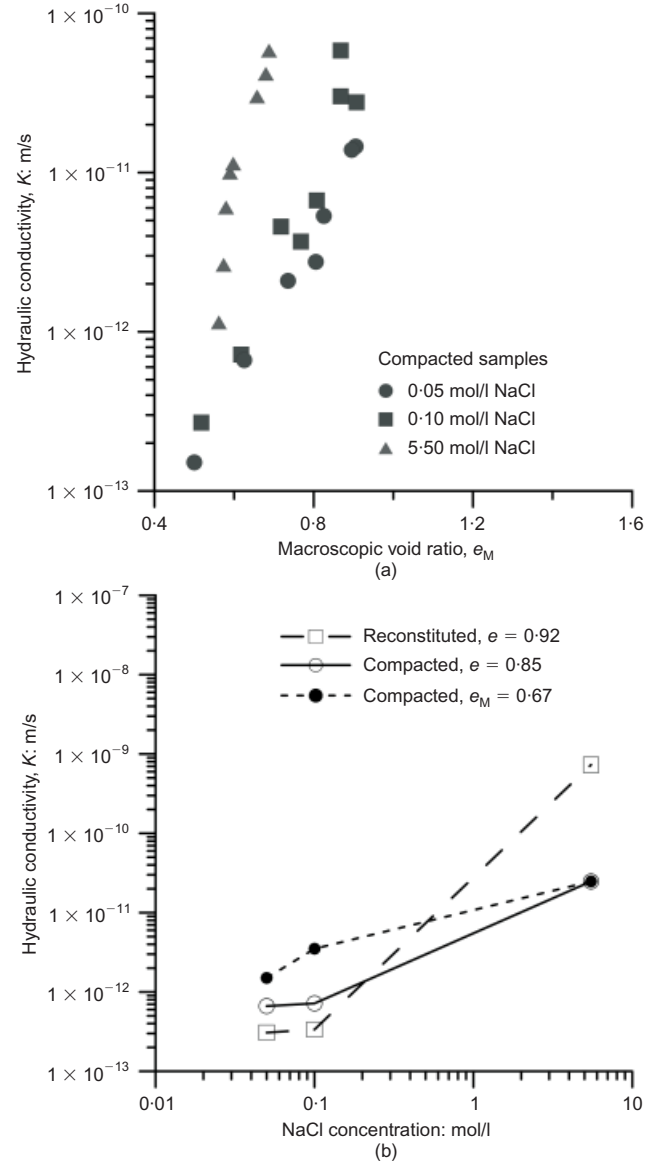 1 × 10⁻¹⁰
1 × 10⁻¹¹
1 × 10⁻¹²
1 × 10⁻¹³
Hydraulic conductivity, K: m/s
Compacted samples
0·05 mol/l NaCl
0·10 mol/l NaCl
5·50 mol/l NaCl
0·4 0·8 1·2 1·6
Macroscopic void ratio, eM
(a)
1 × 10⁻⁷
1 × 10⁻⁸
1 × 10⁻⁹
1 × 10⁻¹⁰
1 × 10⁻¹¹
1 × 10⁻¹²
1 × 10⁻¹³
Hydraulic conductivity, K: m/s
Reconstituted, e = 0·92
Compacted, e = 0·85
Compacted, eM = 0·67
0·01 0·1 1 10
NaCl concentration: mol/l
(b)